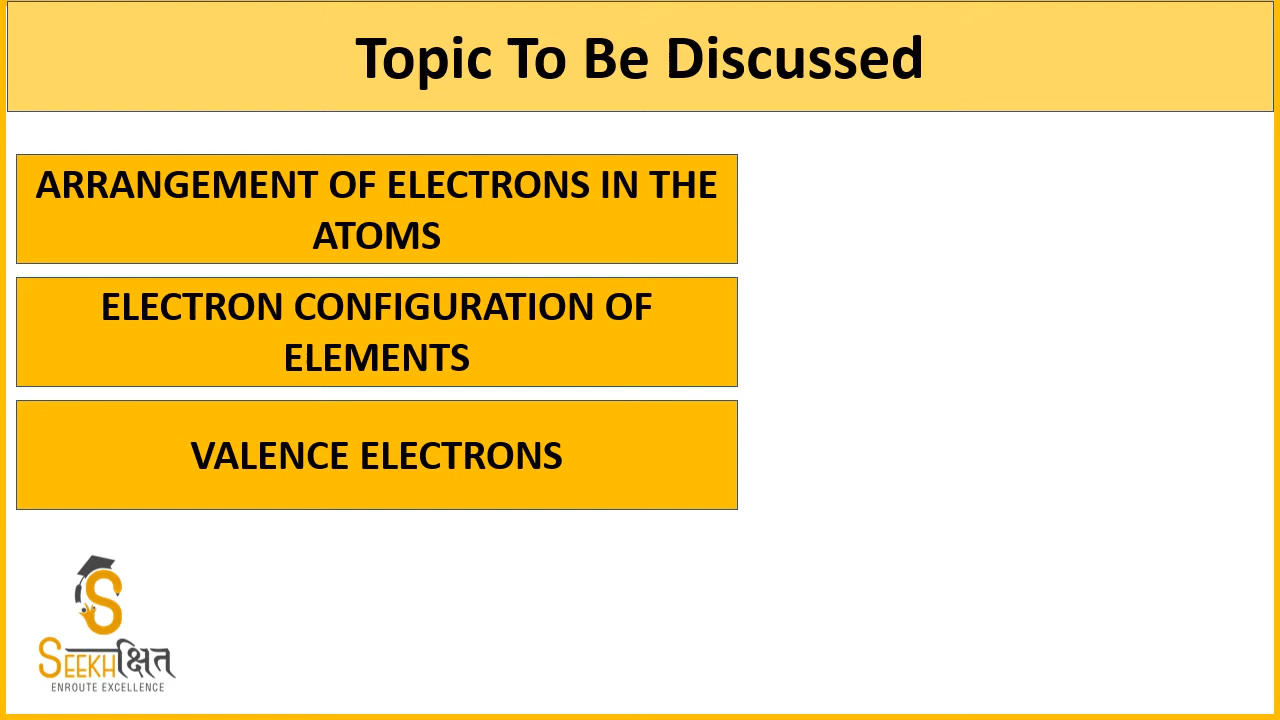 Topic To Be Discussed
ARRANGEMENT OF ELECTRONS IN THE
ATOMS
ELECTRON CONFIGURATION OF
ELEMENTS
VALENCE ELECTRONS
S
SEEKHक्षित
ENROUTE EXCELLENCE